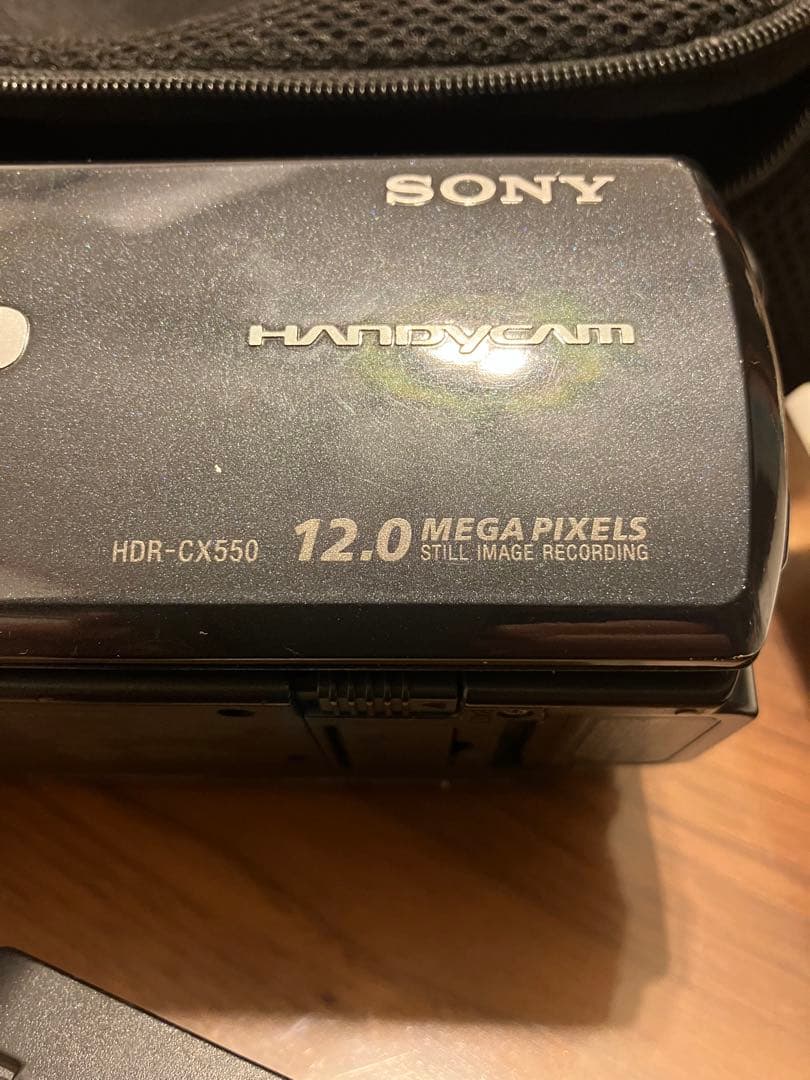 SONY
HANDYCAM
HDR-CX550 12.0 MEGA PIXELS
STILL IMAGE RECORDING